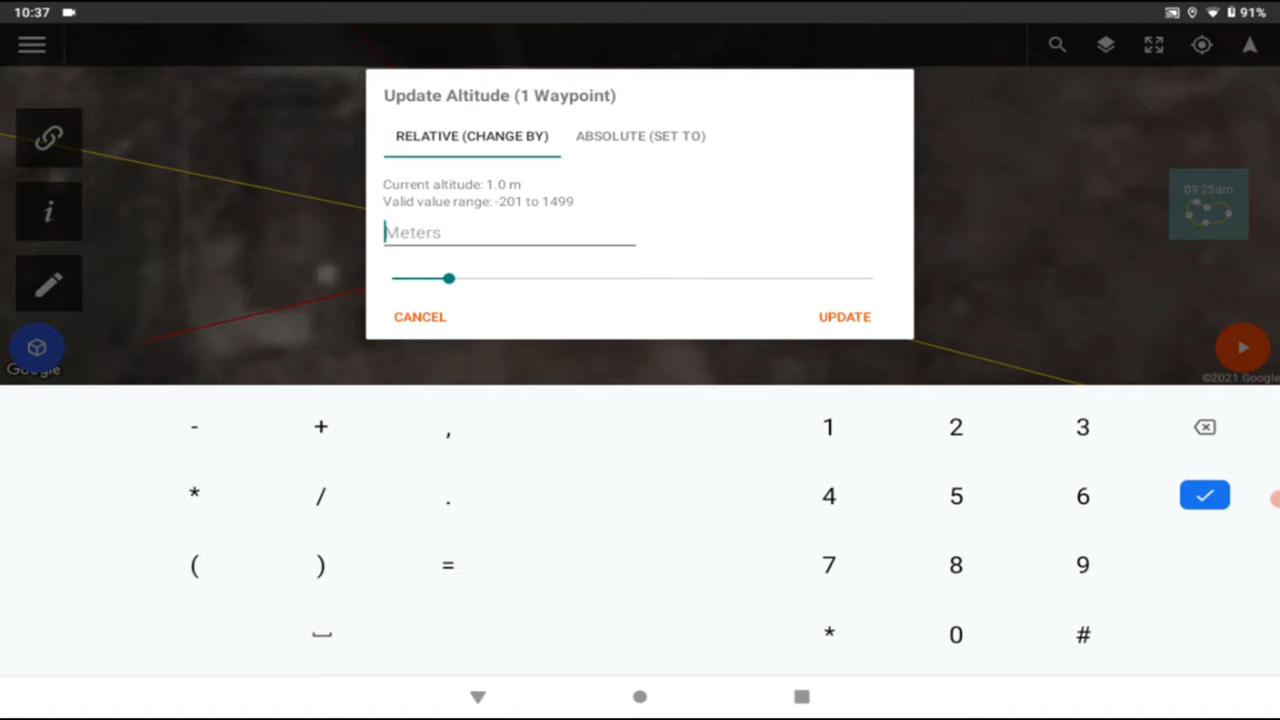 10:37
91%
Update Altitude (1 Waypoint)
RELATIVE (CHANGE BY)
ABSOLUTE (SET TO)
Current altitude: 1.0 m
Valid value range: -201 to 1499
Meters
CANCEL
UPDATE
i
09:25am
Google
©2021 Google
- + , 1 2 3
* / . 4 5 6
( ) = 7 8 9
* 0 #